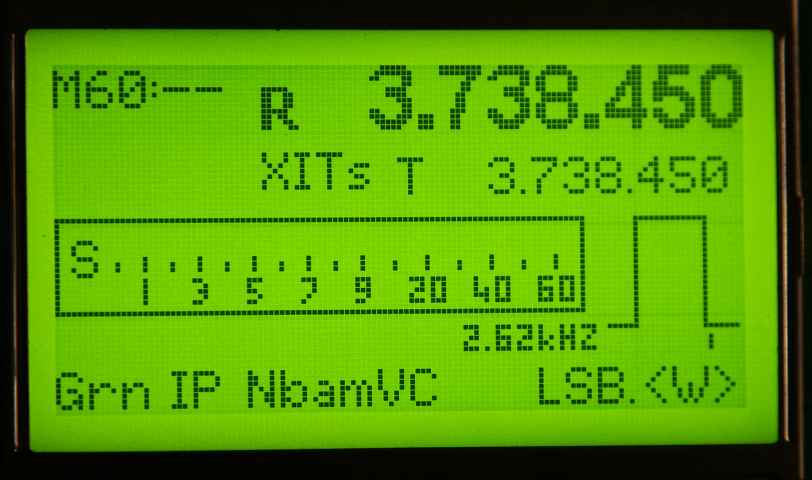 M60:-- R 3.738.450
XITs T 3.738.450
S 1 3 5 7 9 20 40 60
2.62kHz
Grn IP NbamVC LSB.<W>